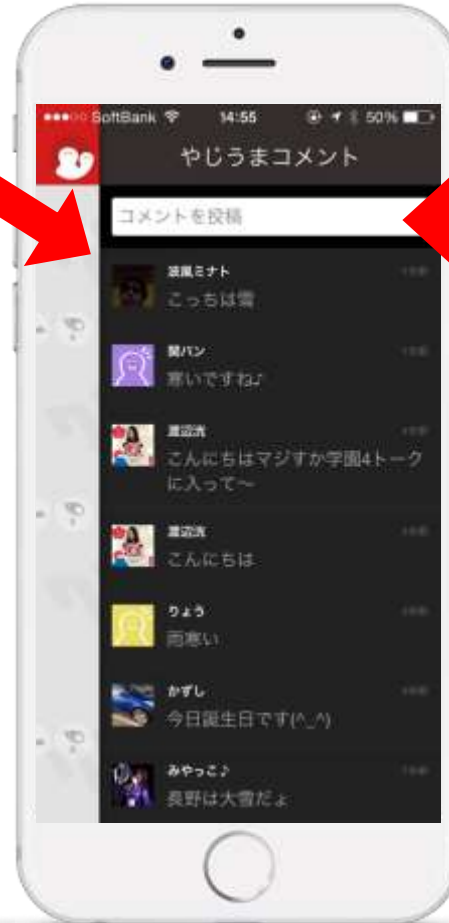 SoftBank 14:55 50%
やじうまコメント
コメントを投稿
波風ミナト
こっちは雪
関パン
寒いですね♪
渡辺洸
こんにちはマジすか学園4トーク
に入って〜
渡辺洸
こんにちは
りょう
雨寒い
かずし
今日誕生日です(^_^)
みやっこ♪
長野は大雪だょ